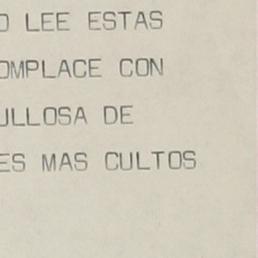 O LEE ESTAS
OMPLACE CON
ULLOSA DE
ES MAS CULTOS